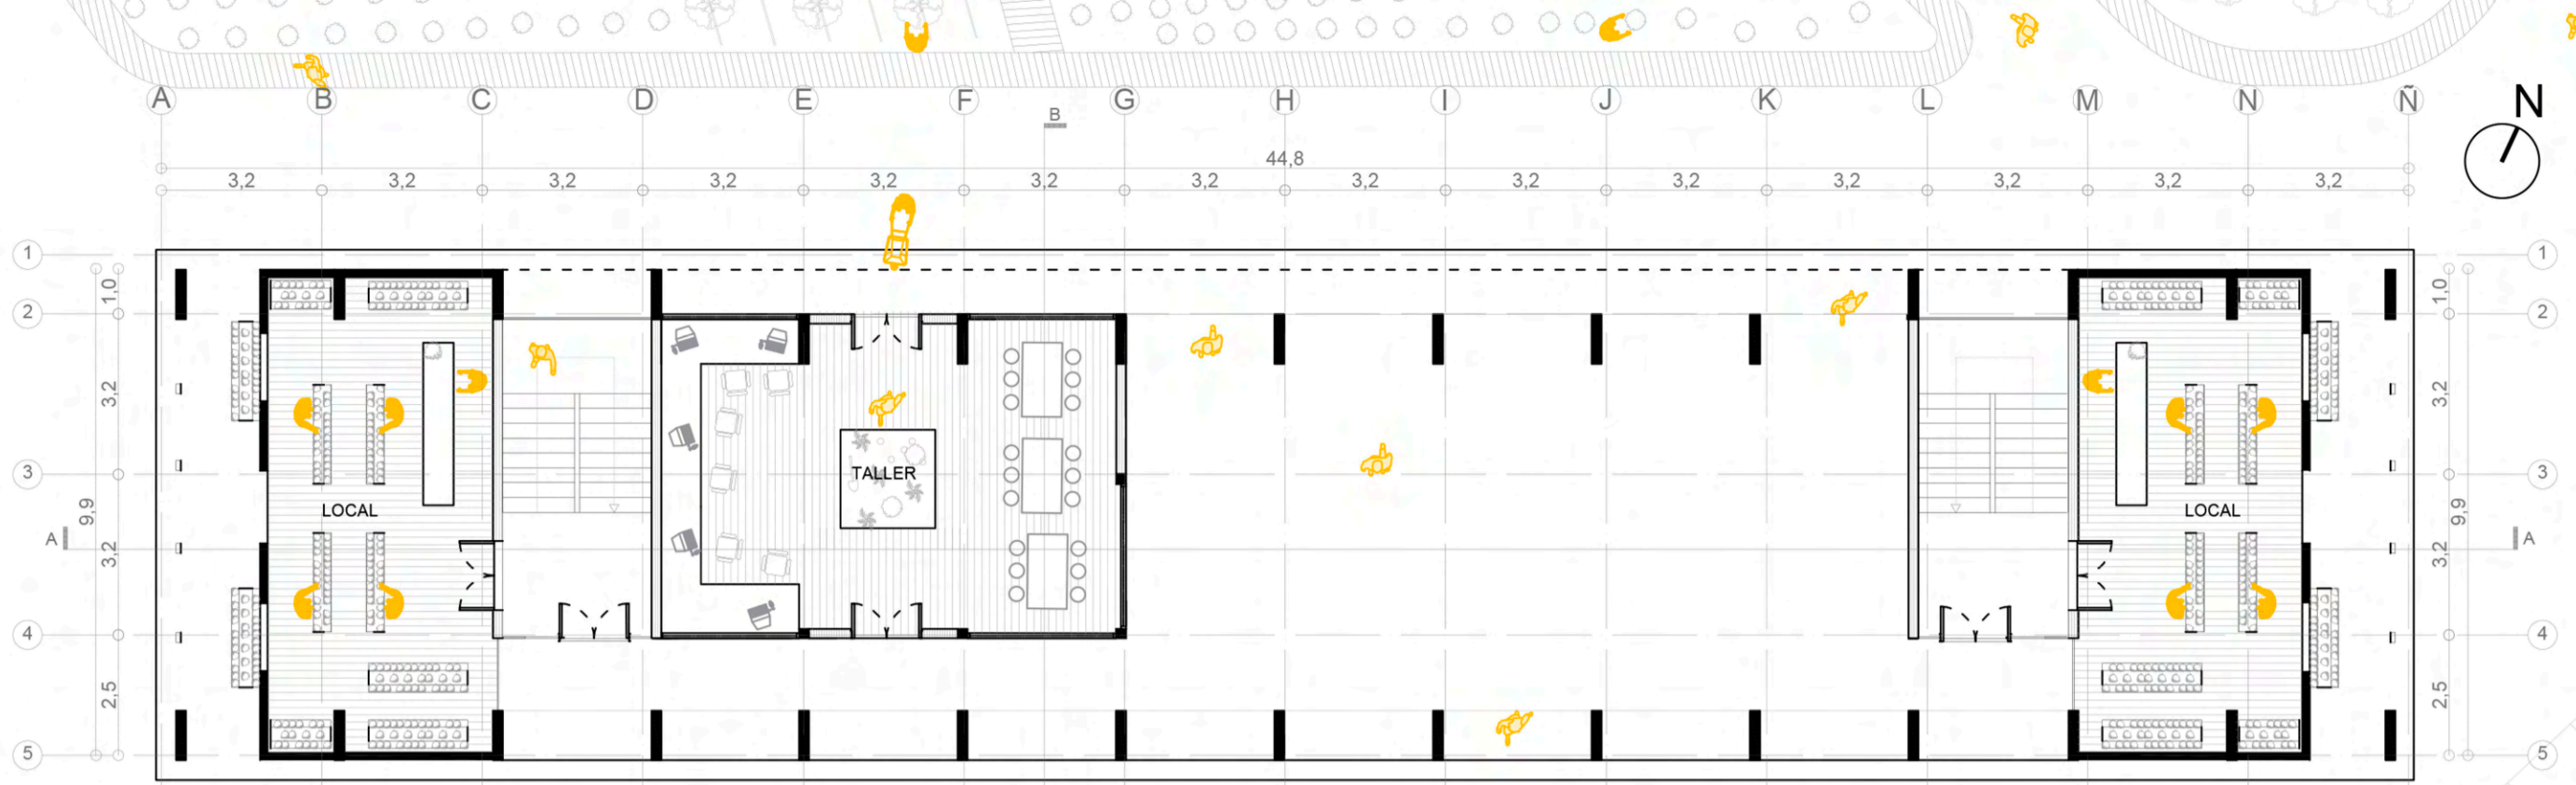 A B C D E F G H I J K L M N Ñ
N
B
44,8
3,2 3,2 3,2 3,2 3,2 3,2 3,2 3,2 3,2 3,2 3,2 3,2 3,2 3,2
1 1
1,0 1,0
2 2
3,2 3,2
3 TALLER 3
9,9 LOCAL LOCAL 9,9
A A
3,2 3,2
4 4
2,5 2,5
5 5